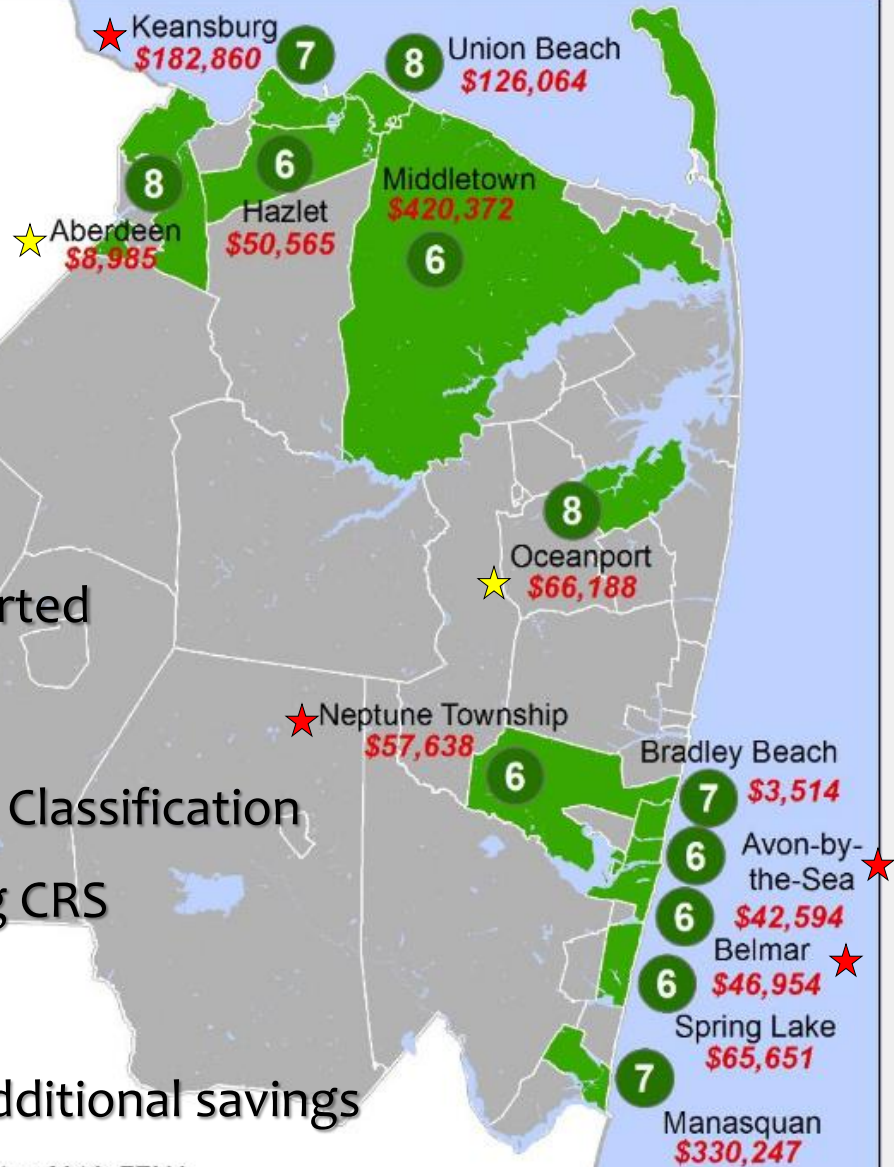 Keansburg
$182,860
7
8
Union Beach
$126,064
8
6
Hazlet
$50,565
Middletown
$420,372
6
Aberdeen
$8,985
8
Oceanport
$66,188
rted
Neptune Township
$57,638
6
Bradley Beach
7
$3,514
Classification
6
Avon-by-
the-Sea
$42,594
g CRS
6
Belmar
$46,954
6
Spring Lake
$65,651
7
dditional savings
Manasquan
$330,247